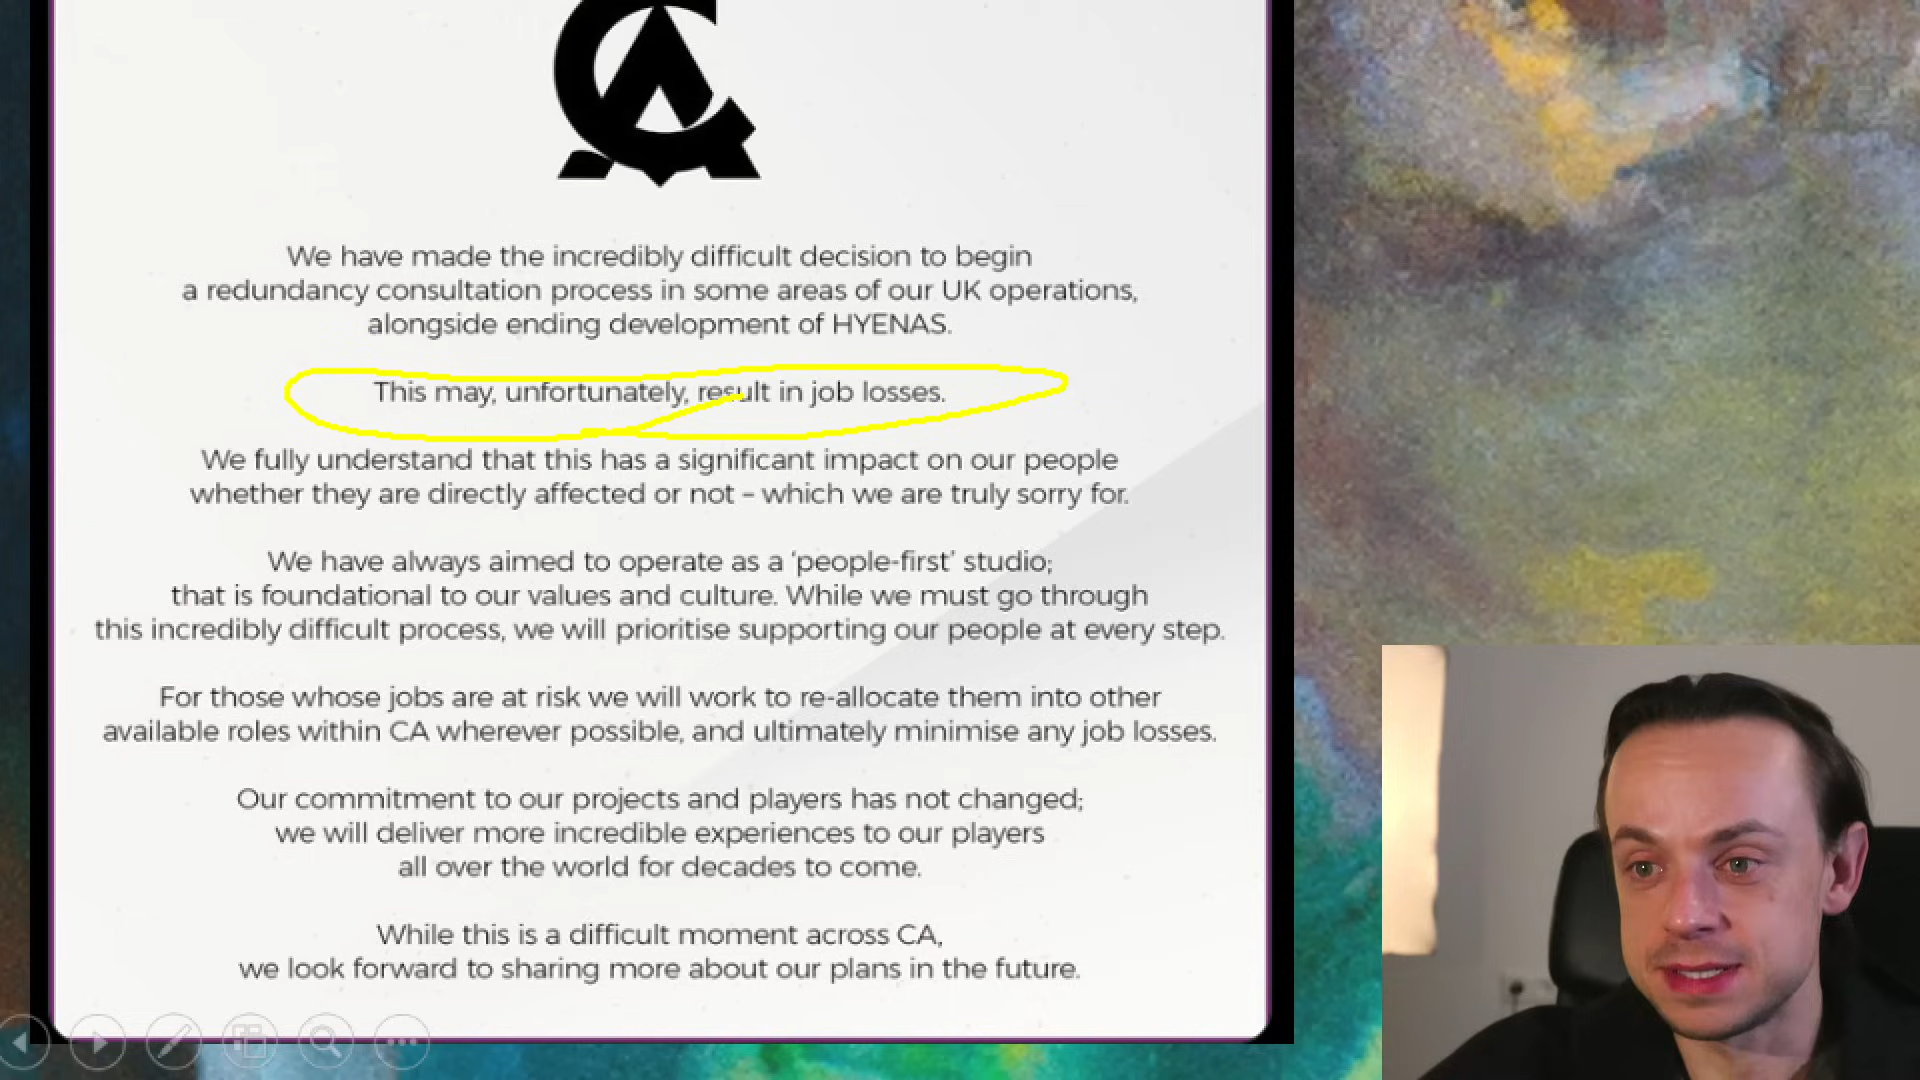 We have made the incredibly difficult decision to begin
a redundancy consultation process in some areas of our UK operations,
alongside ending development of HYENAS.
This may, unfortunately, result in job losses.
We fully understand that this has a significant impact on our people
whether they are directly affected or not – which we are truly sorry for.
We have always aimed to operate as a ‘people-first’ studio;
that is foundational to our values and culture. While we must go through
this incredibly difficult process, we will prioritise supporting our people at every step.
For those whose jobs are at risk we will work to re-allocate them into other
available roles within CA wherever possible, and ultimately minimise any job losses.
Our commitment to our projects and players has not changed;
we will deliver more incredible experiences to our players
all over the world for decades to come.
While this is a difficult moment across CA,
we look forward to sharing more about our plans in the future.